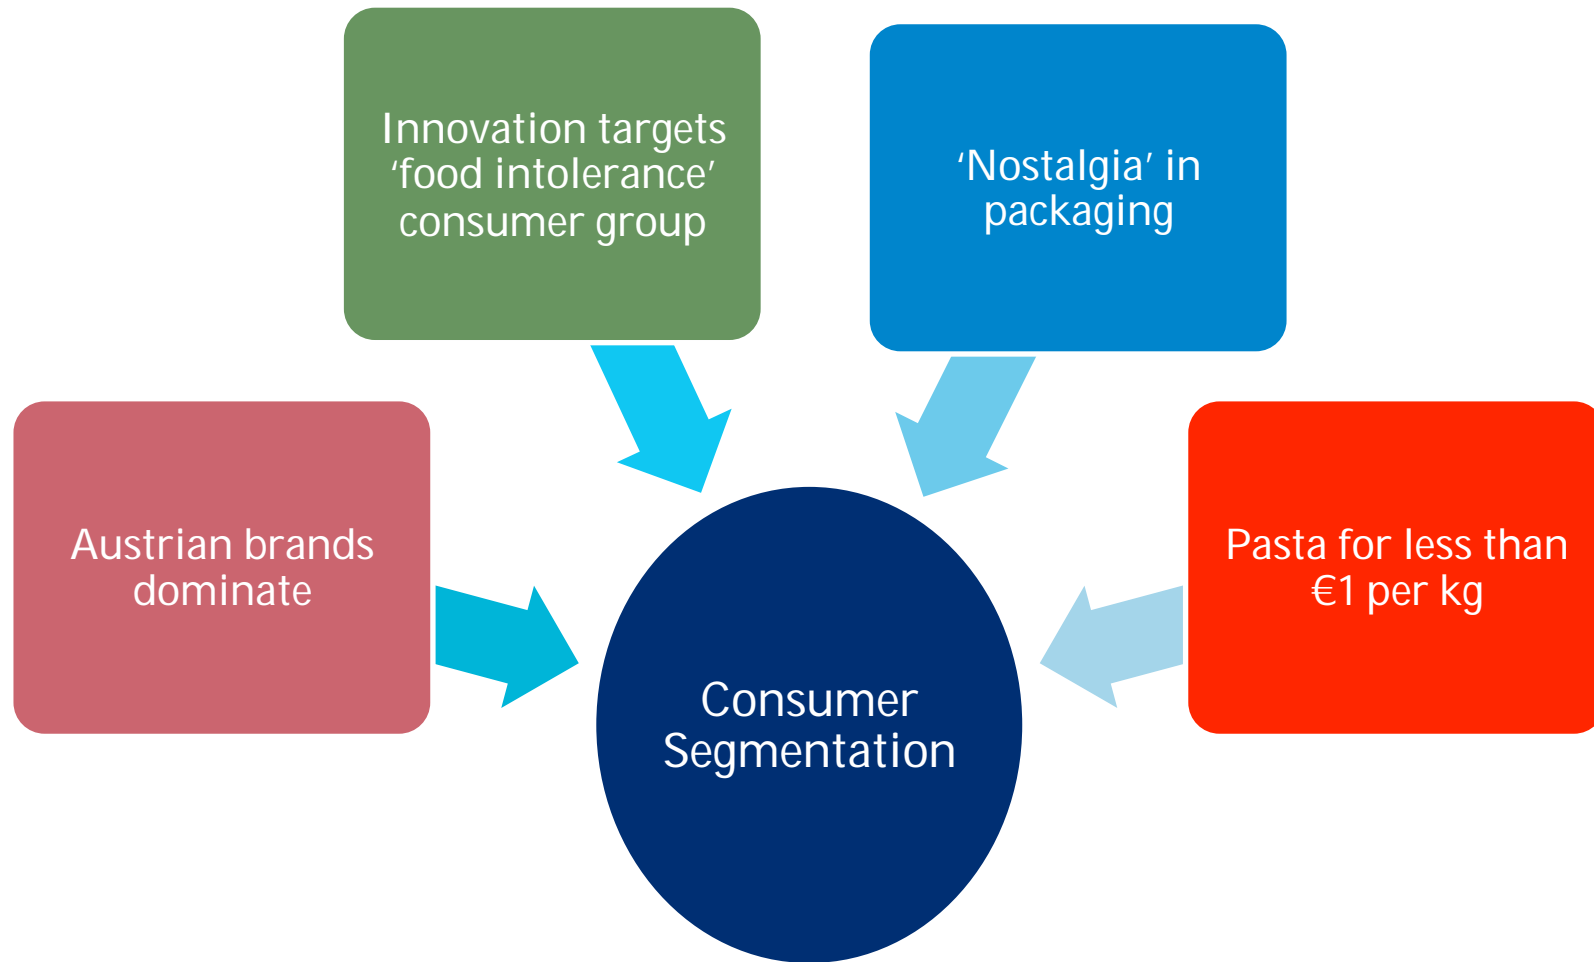 Innovation targets
‘food intolerance’
consumer group
‘Nostalgia’ in
packaging
Austrian brands
dominate
Pasta for less than
€1 per kg
Consumer
Segmentation